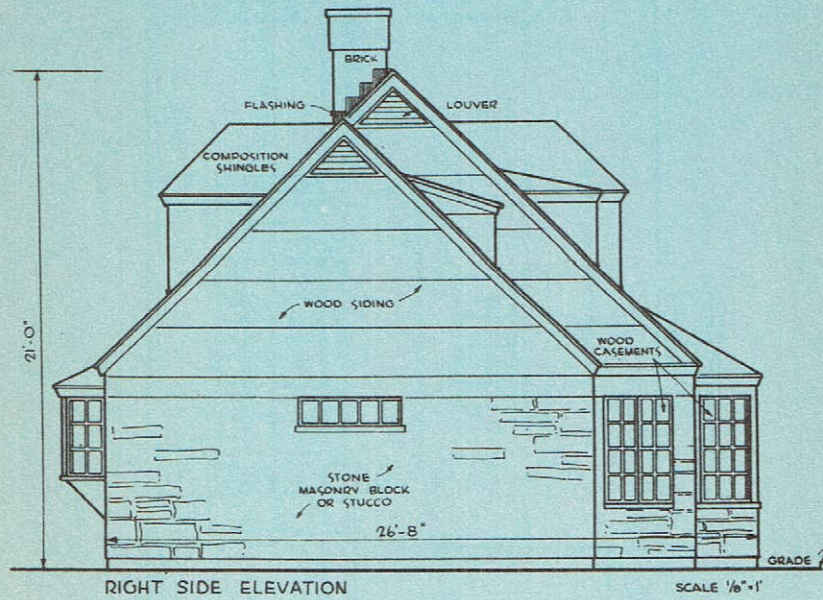 BRICK
FLASHING
LOUVER
COMPOSITION
SHINGLES
WOOD SIDING
21'-0"
WOOD
CASEMENTS
STONE
MASONRY BLOCK
OR STUCCO
26'-8"
GRADE
RIGHT SIDE ELEVATION
SCALE 1/8"=1'